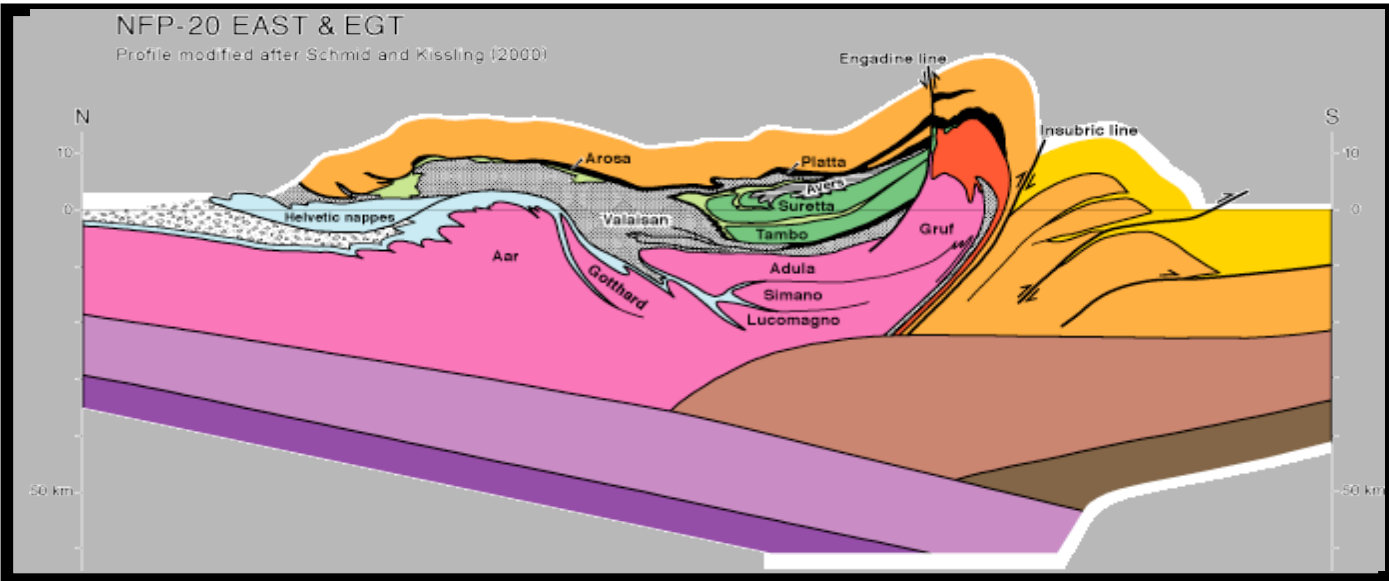 NFP-20 EAST & EGT
Profile modified after Schmid and Kissling (2000)
Engadine line
N
S
Insubric line
10
10
Arosa
Platta
Avers
0
0
Helvetic nappes
Valaisan
Suretta
Tambo
Gruf
Aar
Gotthard
Adula
Simano
Lucomagno
50 km
50 km